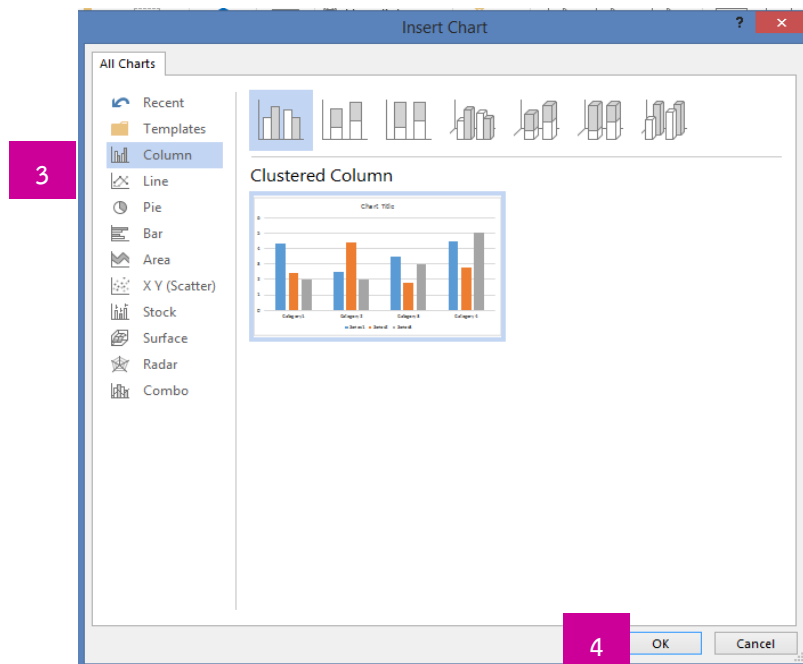 Insert Chart
?
All Charts
Recent
Templates
3
Column
Line
Pie
Bar
Area
X Y (Scatter)
Stock
Surface
Radar
Combo
Clustered Column
Chart Title
4
OK
Cancel